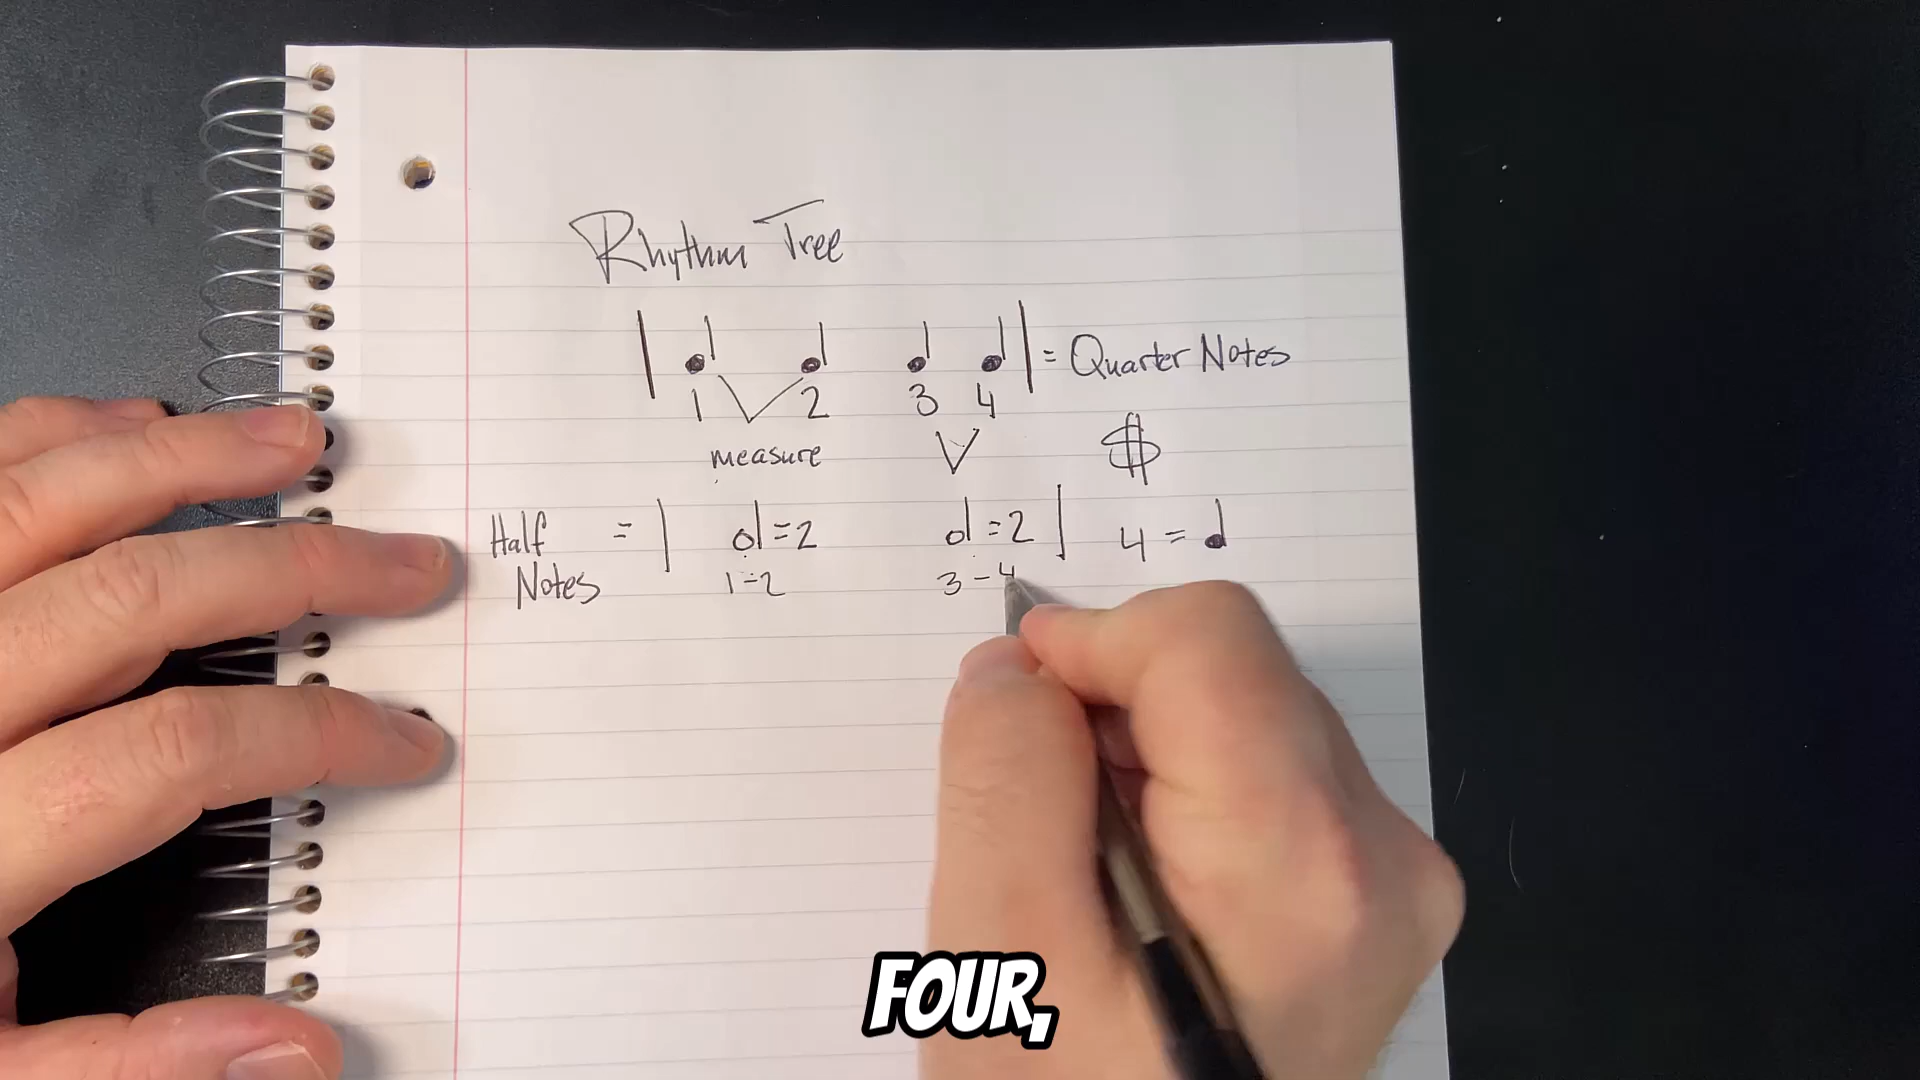 Rhythm Tree
| ♩ ♩ ♩ ♩ | = Quarter Notes
1 2 3 4
measure $
Half Notes = | 𝅗𝅥=2 𝅗𝅥=2 | 4 = ♩
1-2 3-4
FOUR,